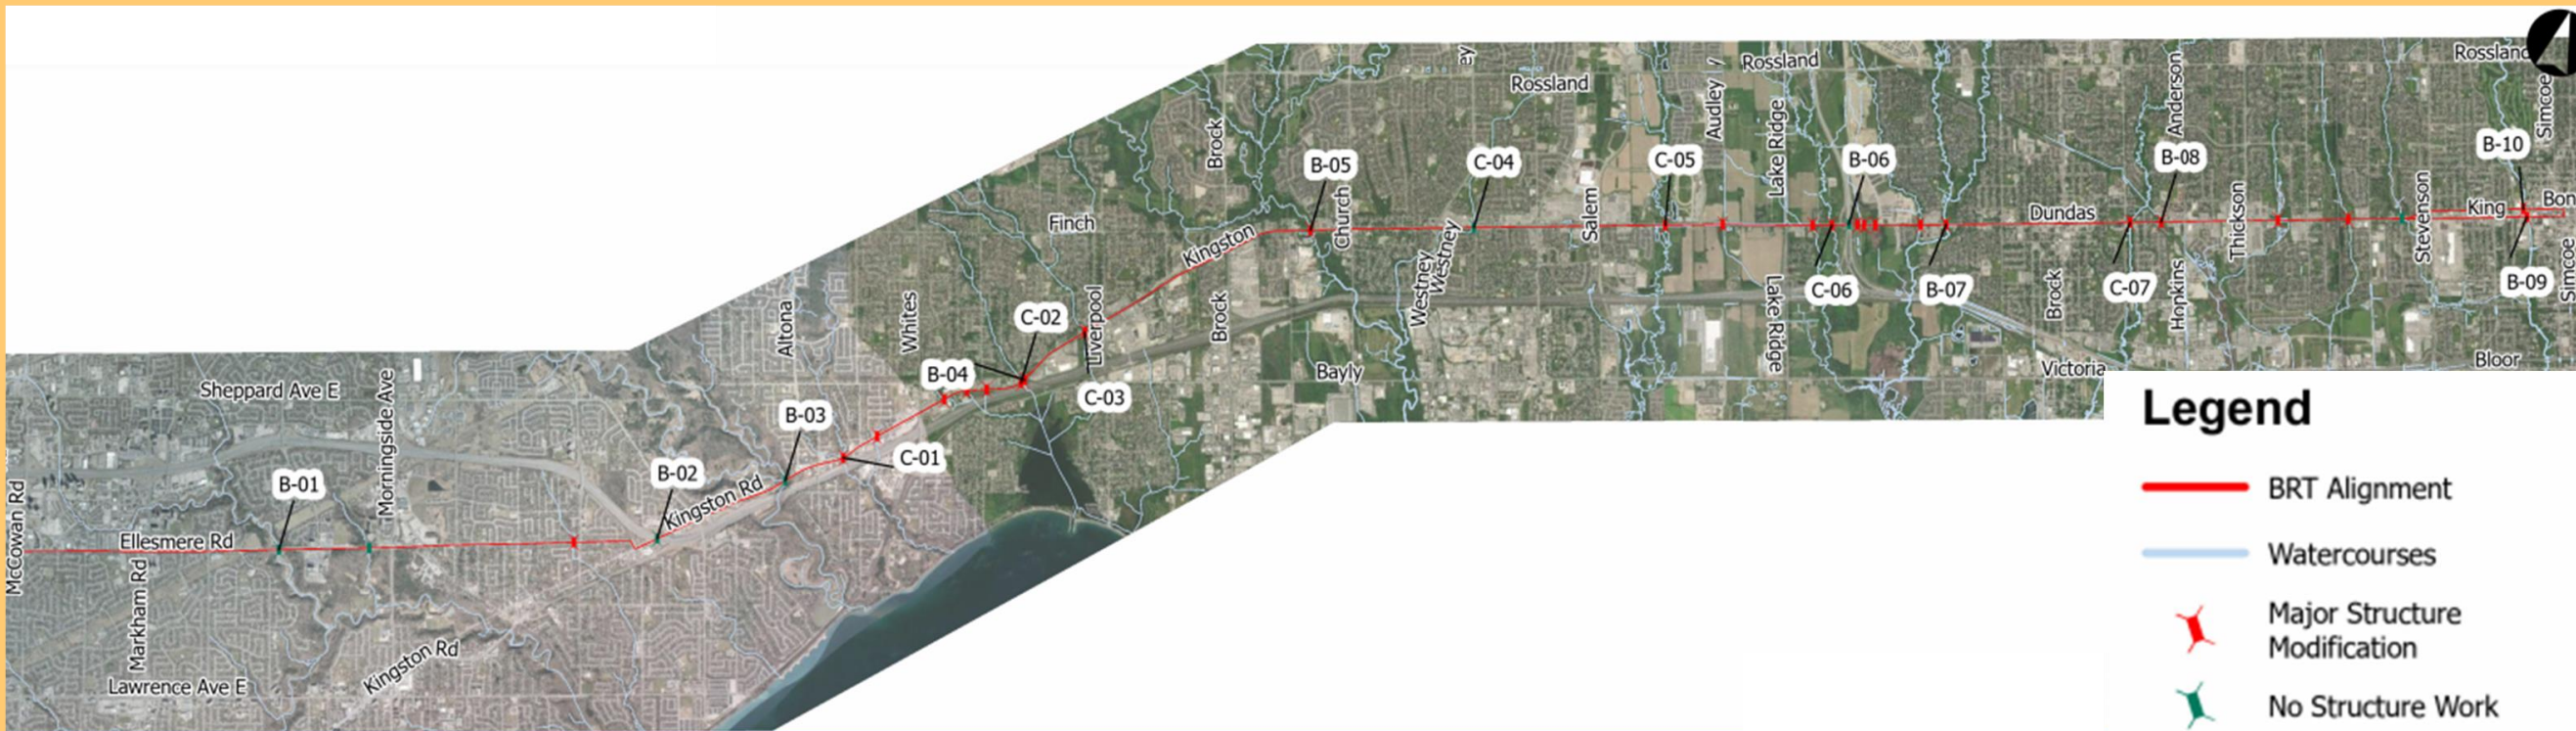 Rossland
ey
Rossland
Rossland
Simcoe
Brock
Audley
Lake Ridge
Anderson
B-05
C-04
C-05
B-06
B-08
B-10
Church
Salem
Thickson
Stevenson
King
Bon
Finch
Kingston
Westney
Westney
Dundas
Altona
Whites
C-02
Liverpool
Brock
C-06
B-07
Lake Ridge
Brock
C-07
Hopkins
B-09
Simcoe
B-04
C-03
Bayly
Victoria
Bloor
Sheppard Ave E
Morningside Ave
B-03
C-01
B-01
B-02
Kingston Rd
McCowan Rd
Ellesmere Rd
Markham Rd
Kingston Rd
Lawrence Ave E
Legend
BRT Alignment
Watercourses
Major Structure
Modification
No Structure Work